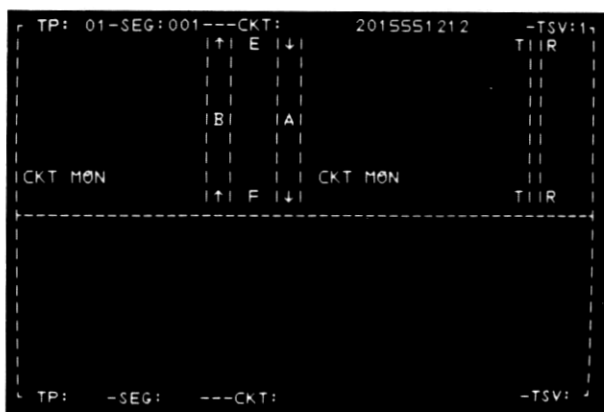 TP: 01-SEG:001---CKT: 2015551212 -TSV:1
|↑| E |↓| T||R
|B| |A|
CKT MON CKT MON
|↑| F |↓| T||R
TP: -SEG: ---CKT: -TSV: